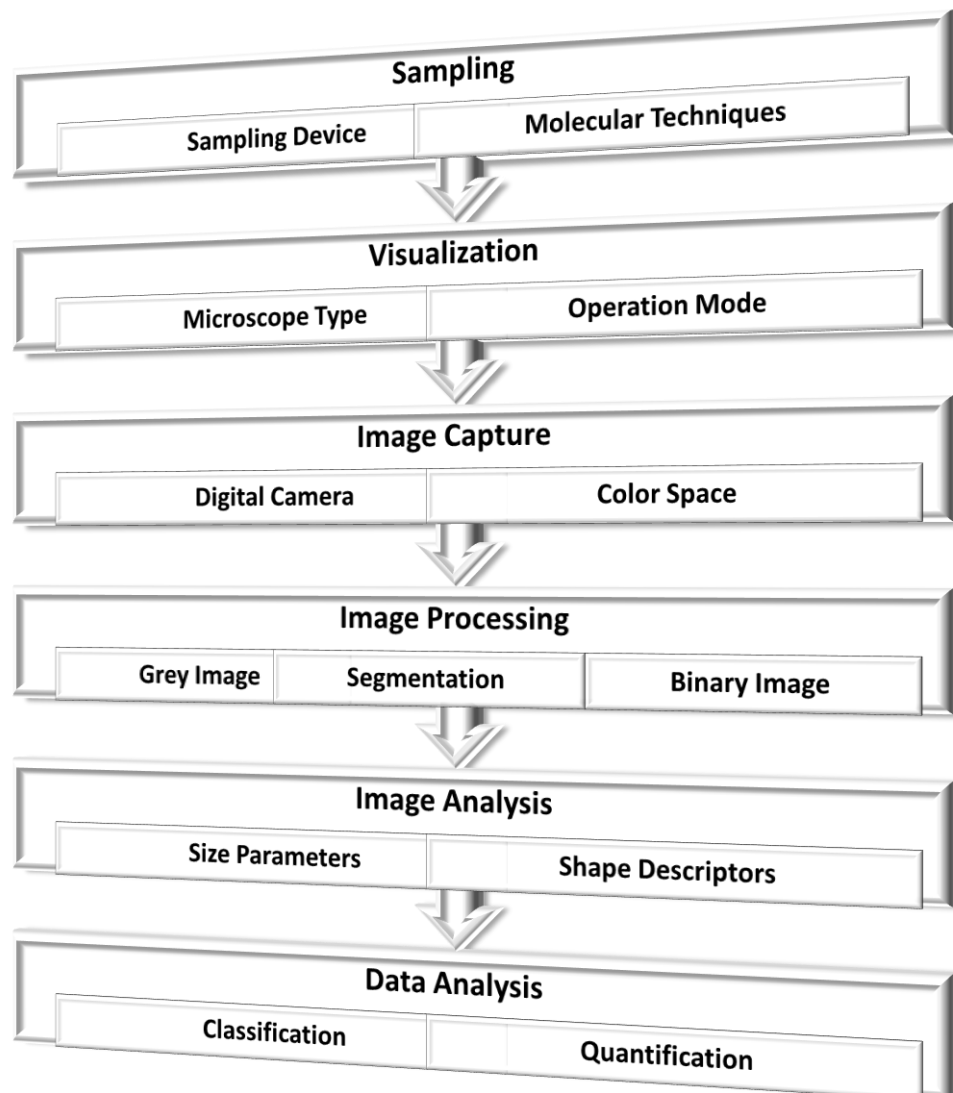 Sampling
Sampling Device
Molecular Techniques
Visualization
Microscope Type
Operation Mode
Image Capture
Digital Camera
Color Space
Image Processing
Grey Image
Segmentation
Binary Image
Image Analysis
Size Parameters
Shape Descriptors
Data Analysis
Classification
Quantification